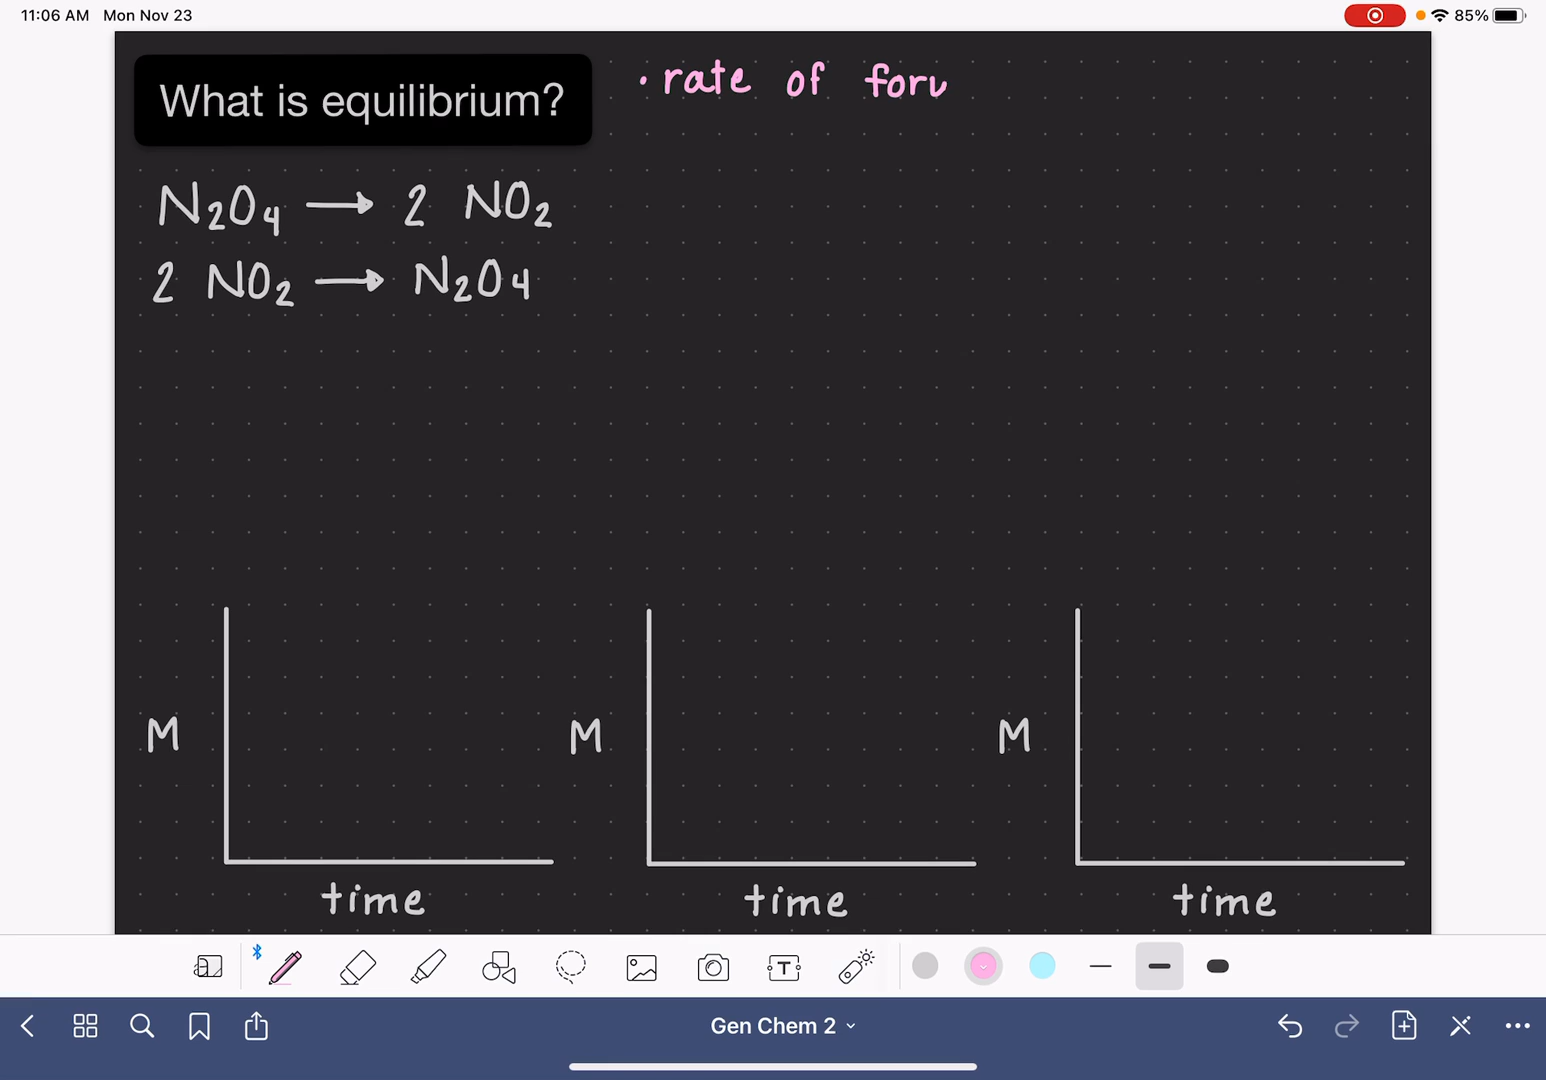 11:06 AM Mon Nov 23
85%
What is equilibrium?
· rate of foru
N₂O₄ → 2 NO₂
2 NO₂ → N₂O₄
M
M
M
time
time
time
T
Gen Chem 2